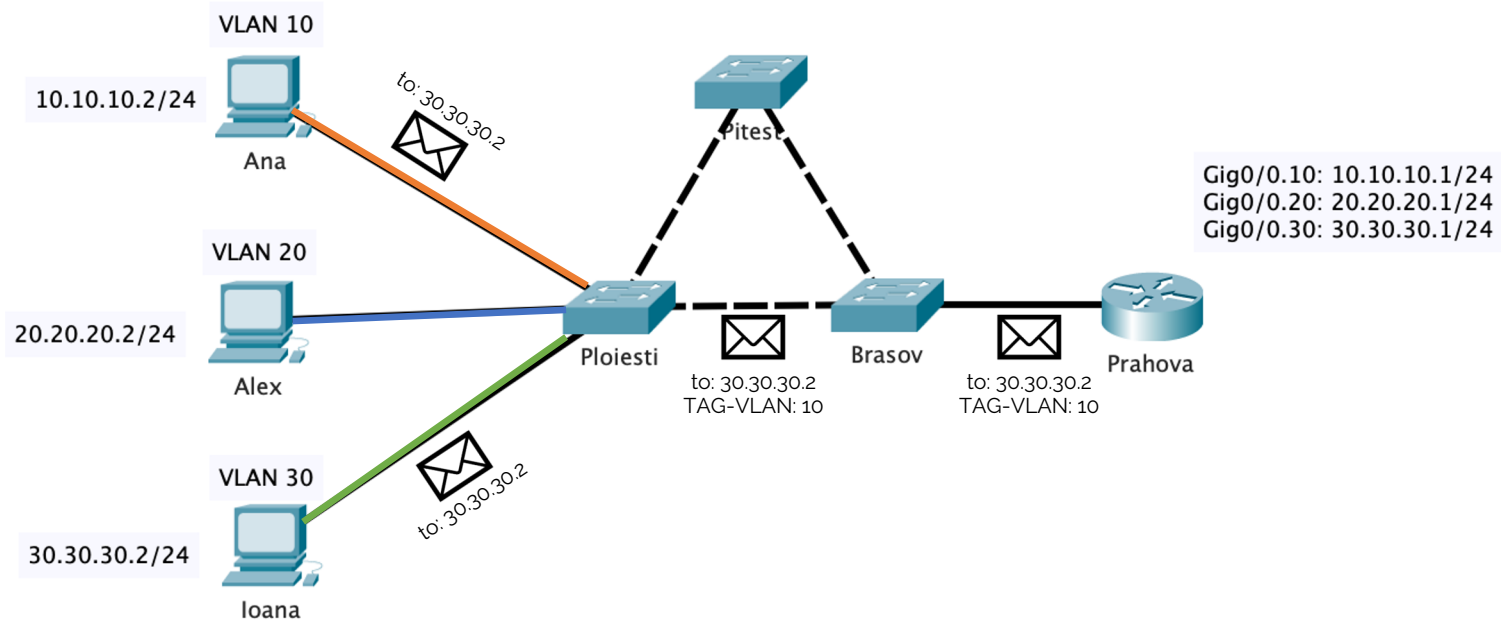 VLAN 10
10.10.10.2/24
Ana
to: 30.30.30.2
Pitest
Gig0/0.10: 10.10.10.1/24
Gig0/0.20: 20.20.20.1/24
Gig0/0.30: 30.30.30.1/24
VLAN 20
20.20.20.2/24
Alex
Ploiesti
Brasov
Prahova
to: 30.30.30.2
TAG-VLAN: 10
to: 30.30.30.2
TAG-VLAN: 10
VLAN 30
to: 30.30.30.2
30.30.30.2/24
Ioana